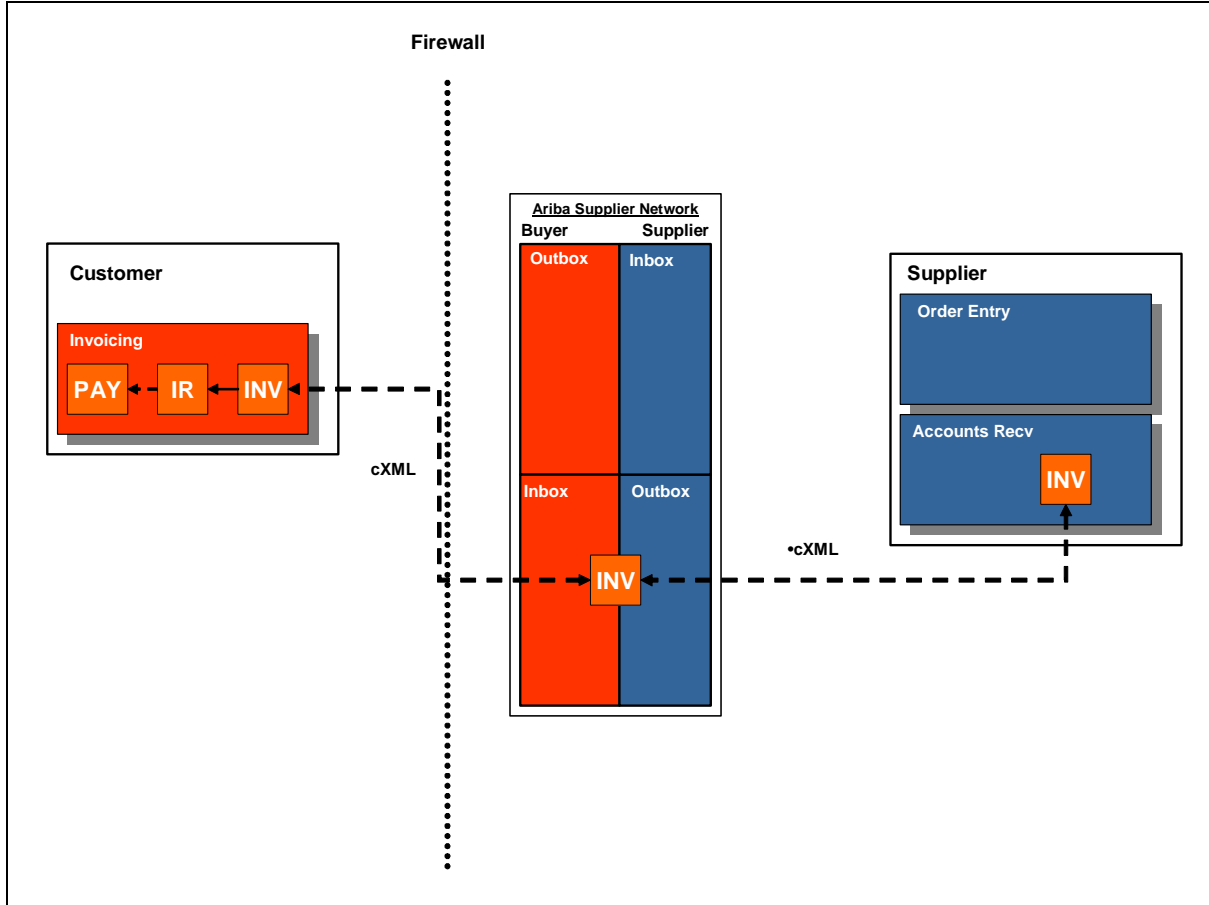 Firewall
Ariba Supplier Network
Buyer Supplier
Outbox Inbox
Customer
Supplier
Invoicing
Order Entry
PAY IR INV
Accounts Recv
cXML
INV
Inbox Outbox
•cXML
INV